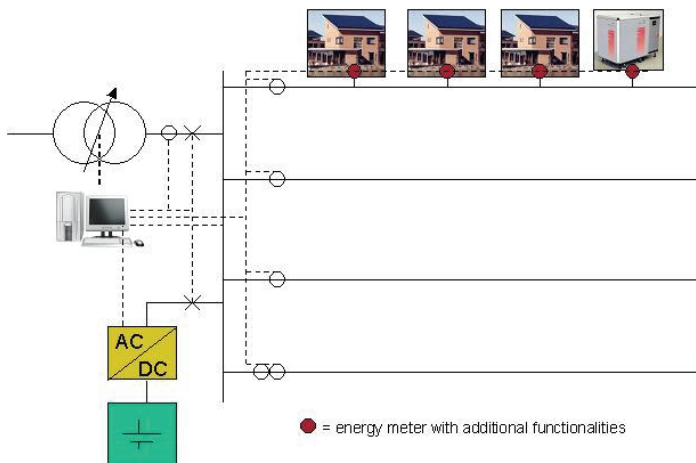 AC
DC
= energy meter with additional functionalities